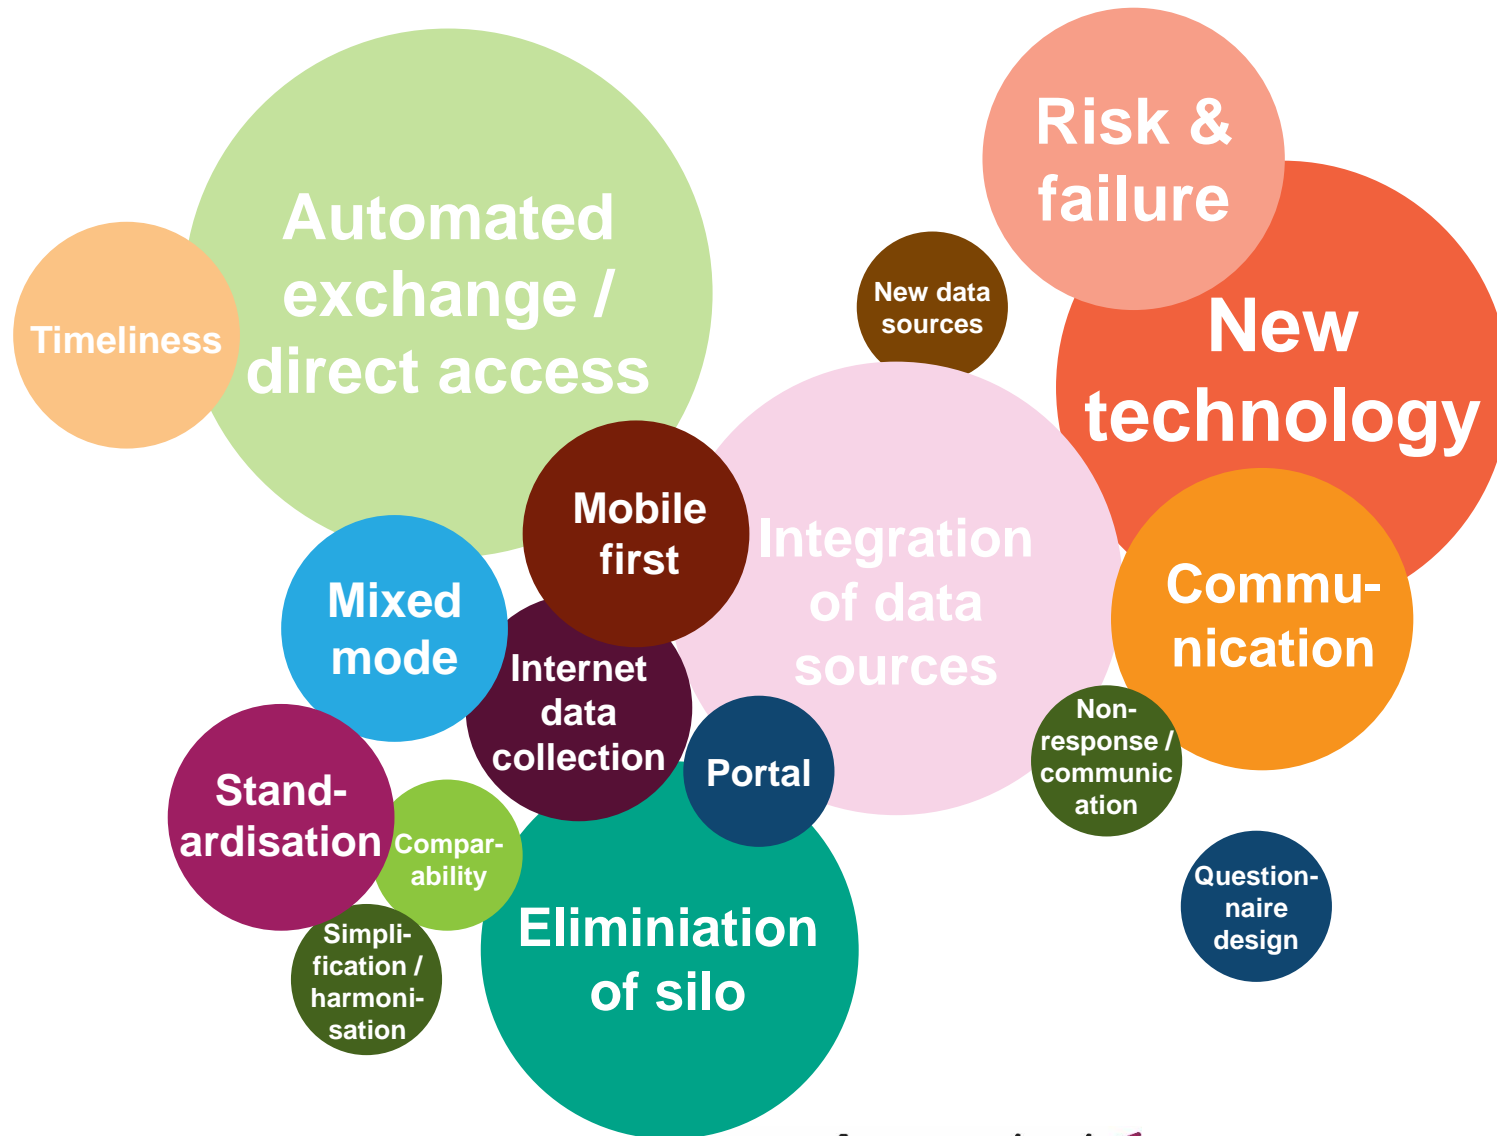 Risk &
failure
Automated
exchange /
direct access
Timeliness
New data
sources
New
technology
Mobile
first
Integration
of data
sources
Mixed
mode
Commu-
nication
Internet
data
collection
Non-
response /
communic
ation
Portal
Stand-
ardisation
Compar-
ability
Question-
naire
design
Eliminiation
of silo
Simpli-
fication /
harmoni-
sation